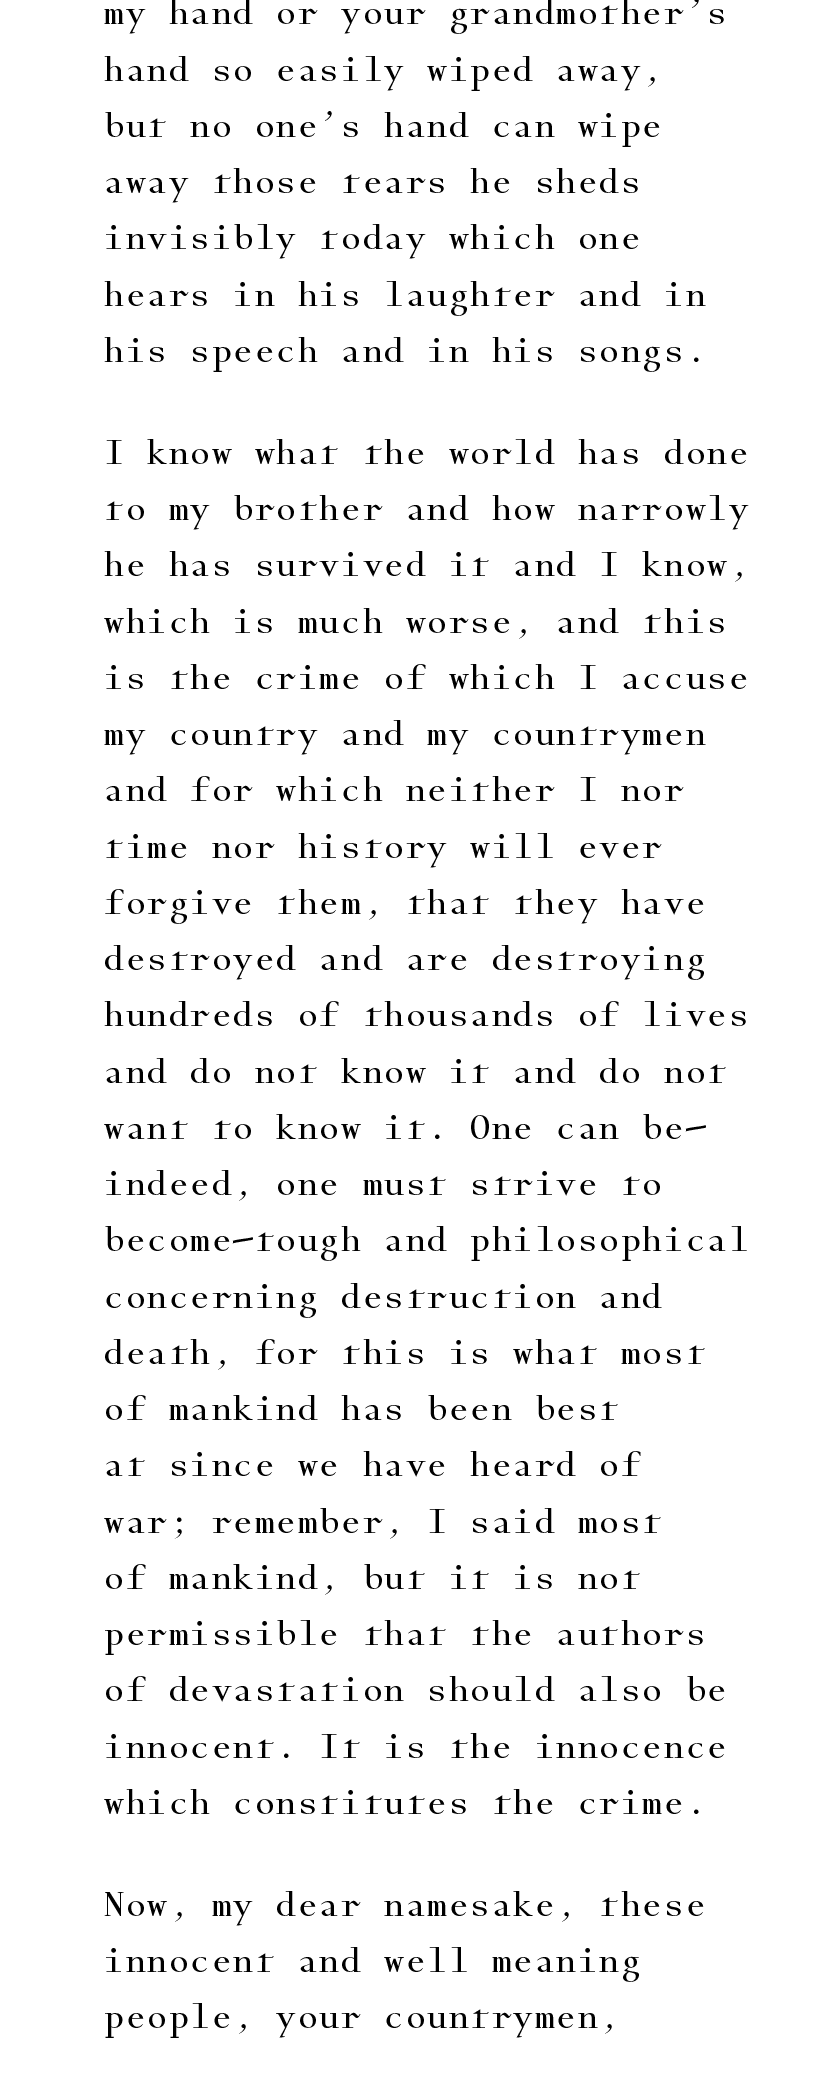 my hand or your grandmother’s
hand so easily wiped away,
but no one’s hand can wipe
away those tears he sheds
invisibly today which one
hears in his laughter and in
his speech and in his songs.
I know what the world has done
to my brother and how narrowly
he has survived it and I know,
which is much worse, and this
is the crime of which I accuse
my country and my countrymen
and for which neither I nor
time nor history will ever
forgive them, that they have
destroyed and are destroying
hundreds of thousands of lives
and do not know it and do not
want to know it. One can be—
indeed, one must strive to
become—tough and philosophical
concerning destruction and
death, for this is what most
of mankind has been best
at since we have heard of
war; remember, I said most
of mankind, but it is not
permissible that the authors
of devastation should also be
innocent. It is the innocence
which constitutes the crime.
Now, my dear namesake, these
innocent and well meaning
people, your countrymen,